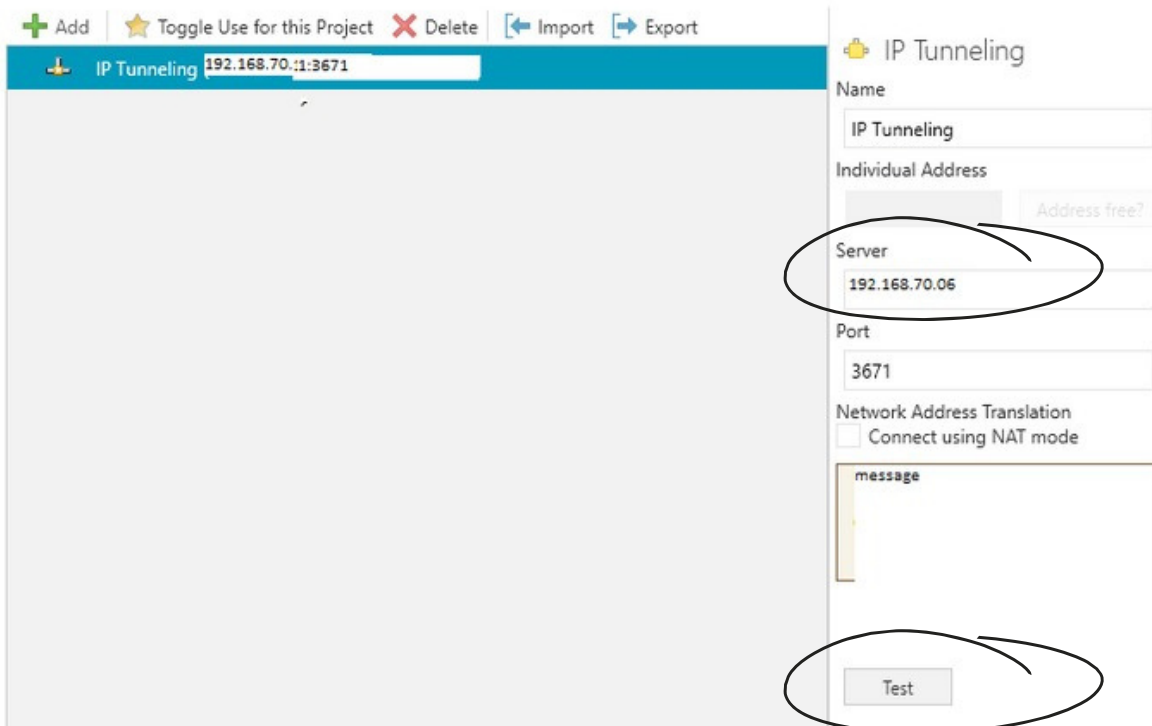 Add Toggle Use for this Project Delete Import Export
IP Tunneling 192.168.70.:1:3671
IP Tunneling
Name
IP Tunneling
Individual Address
Address free?
Server
192.168.70.06
Port
3671
Network Address Translation
Connect using NAT mode
message
Test